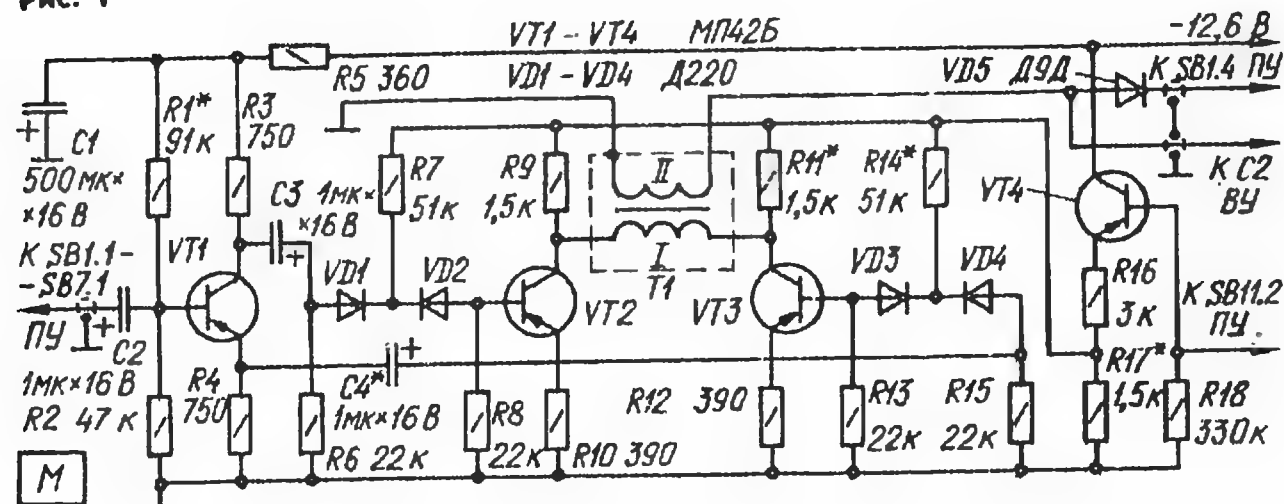 Рис. 1
VT1 – VT4 МП42Б
-12,6 В
R5 360
VD1 – VD4 Д220
VD5 Д9Д
К SB1.4 ПУ
C1
500 мк×
×16 В
R1*
91к
R3
750
C3
1мк×
×16 В
R7
51к
R9
1,5к
II
I
T1
R11*
1,5к
R14*
51к
VT4
К C2
ВУ
К SB1.1–
–SB7.1
ПУ
VT1
VD1
VD2
VT2
VT3
VD3
VD4
R16
3к
К SB11.2
ПУ
C2
1мк×16 В
R2 47 к
R4
750
C4*
1мк×16 В
R6 22к
R8
22к
R10 390
R12 390
R13
22к
R15
22к
R17*
1,5к
R18
330к
М